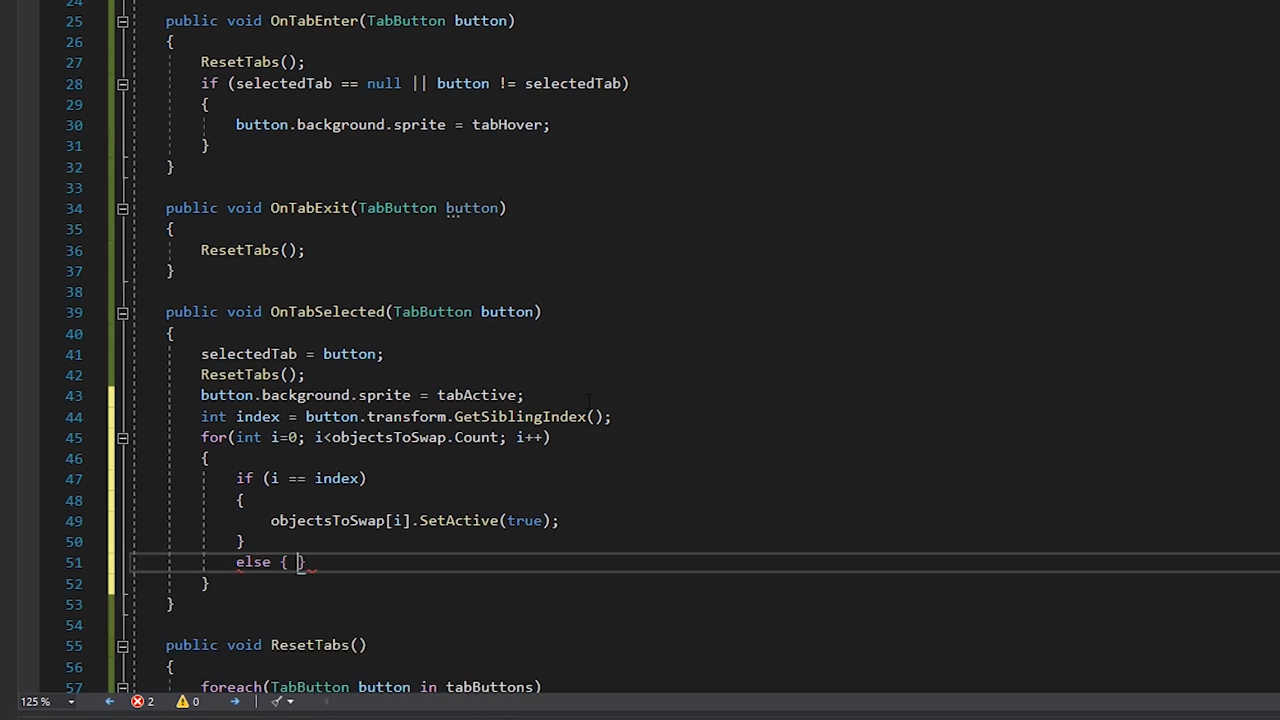 24
25 public void OnTabEnter(TabButton button)
26 {
27 ResetTabs();
28 if (selectedTab == null || button != selectedTab)
29 {
30 button.background.sprite = tabHover;
31 }
32 }
33
34 public void OnTabExit(TabButton button)
35 {
36 ResetTabs();
37 }
38
39 public void OnTabSelected(TabButton button)
40 {
41 selectedTab = button;
42 ResetTabs();
43 button.background.sprite = tabActive;
44 int index = button.transform.GetSiblingIndex();
45 for(int i=0; i<objectsToSwap.Count; i++)
46 {
47 if (i == index)
48 {
49 objectsToSwap[i].SetActive(true);
50 }
51 else { }
52 }
53 }
54
55 public void ResetTabs()
56 {
57 foreach(TabButton button in tabButtons)
125 % 2 0